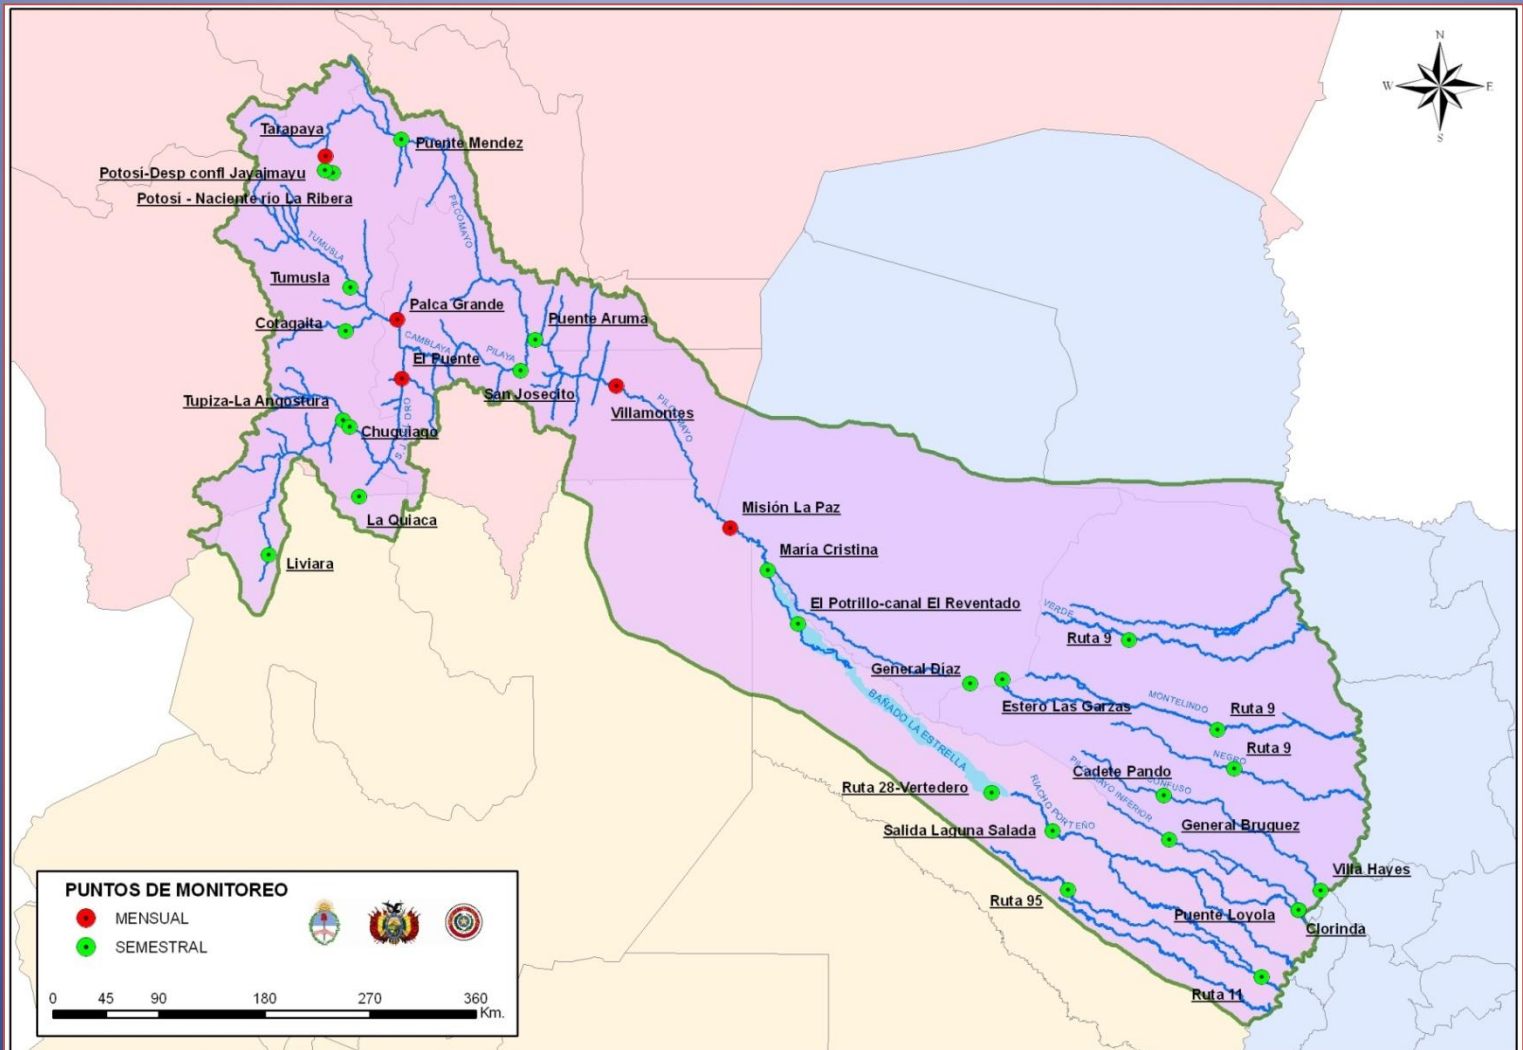 N
W
E
S
Tarapaya
Puente Mendez
Potosi-Desp confl Jayajmayu
Potosi - Naciente rio La Ribera
PILCOMAYO
TUMUSLA
Tumusla
Palca Grande
Cotagaita
Puente Aruma
CAMBLAYA
PILAYA
El Puente
San Josecito
Villamontes
PILCOMAYO
Tupiza-La Angostura
Chuquiago
La Quiaca
Liviara
Misión La Paz
María Cristina
El Potrillo-canal El Reventado
VERDE
Ruta 9
General Diaz
Estero Las Garzas
MONTELINDO
Ruta 9
BAÑADO LA ESTRELLA
NEGRO
Ruta 9
Cadete Pando
CONFUSO
PILCOMAYO INFERIOR
Ruta 28-Vertedero
RIACHO PORTEÑO
Salida Laguna Salada
General Bruguez
Villa Hayes
Ruta 95
Puente Loyola
Clorinda
Ruta 11
PUNTOS DE MONITOREO
MENSUAL
SEMESTRAL
0 45 90 180 270 360
Km.